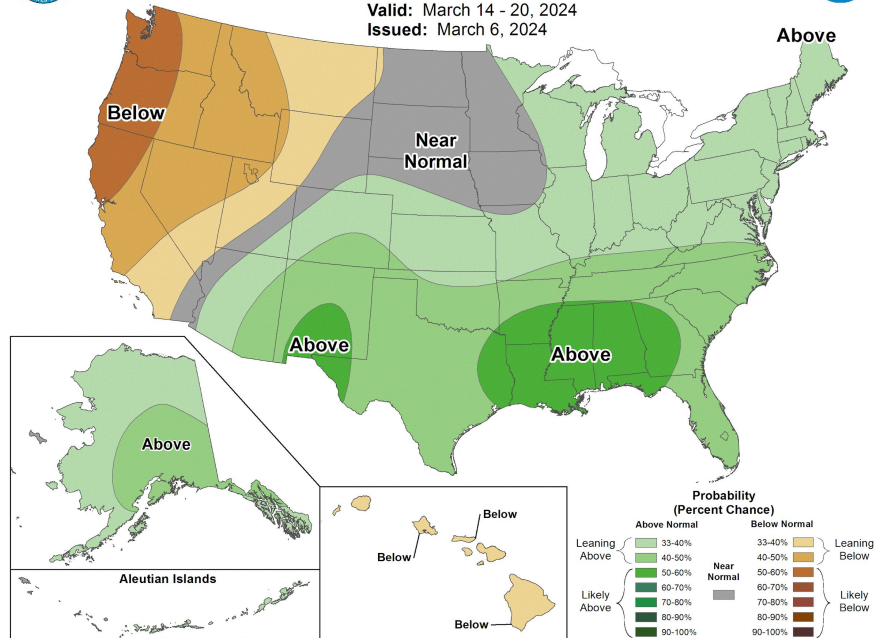 Valid: March 14 - 20, 2024
Issued: March 6, 2024
Above
Below
Near
Normal
Above
Above
Above
Below
Below
Below
Aleutian Islands
Probability
(Percent Chance)
Above Normal
Below Normal
Leaning
Above
33-40%
40-50%
50-60%
60-70%
70-80%
80-90%
90-100%
Likely
Above
Near
Normal
33-40%
40-50%
50-60%
60-70%
70-80%
80-90%
90-100%
Leaning
Below
Likely
Below